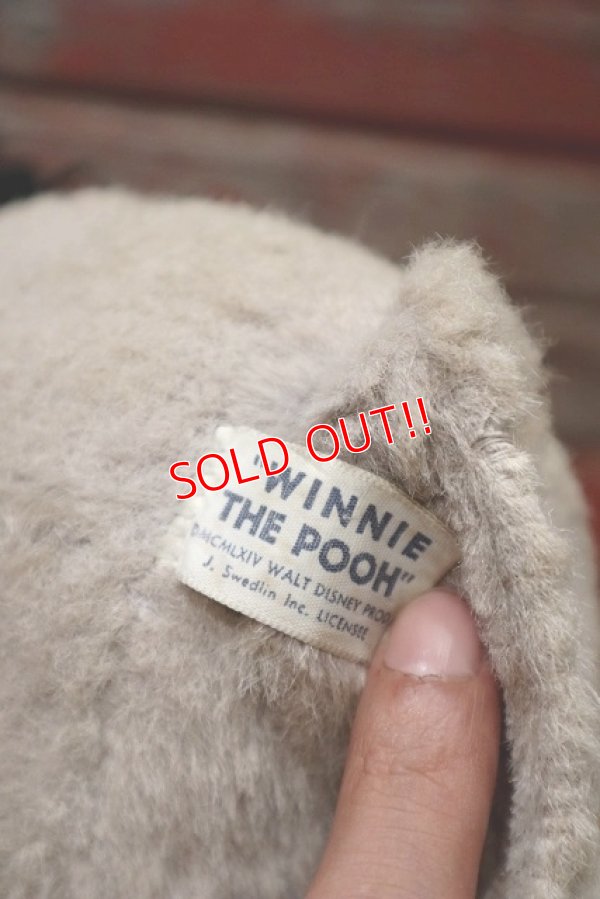 SOLD OUT!!
"WINNIE
THE POOH"
MCMLXIV WALT DISNEY PROD
J. Swedlin Inc. LICENSEE